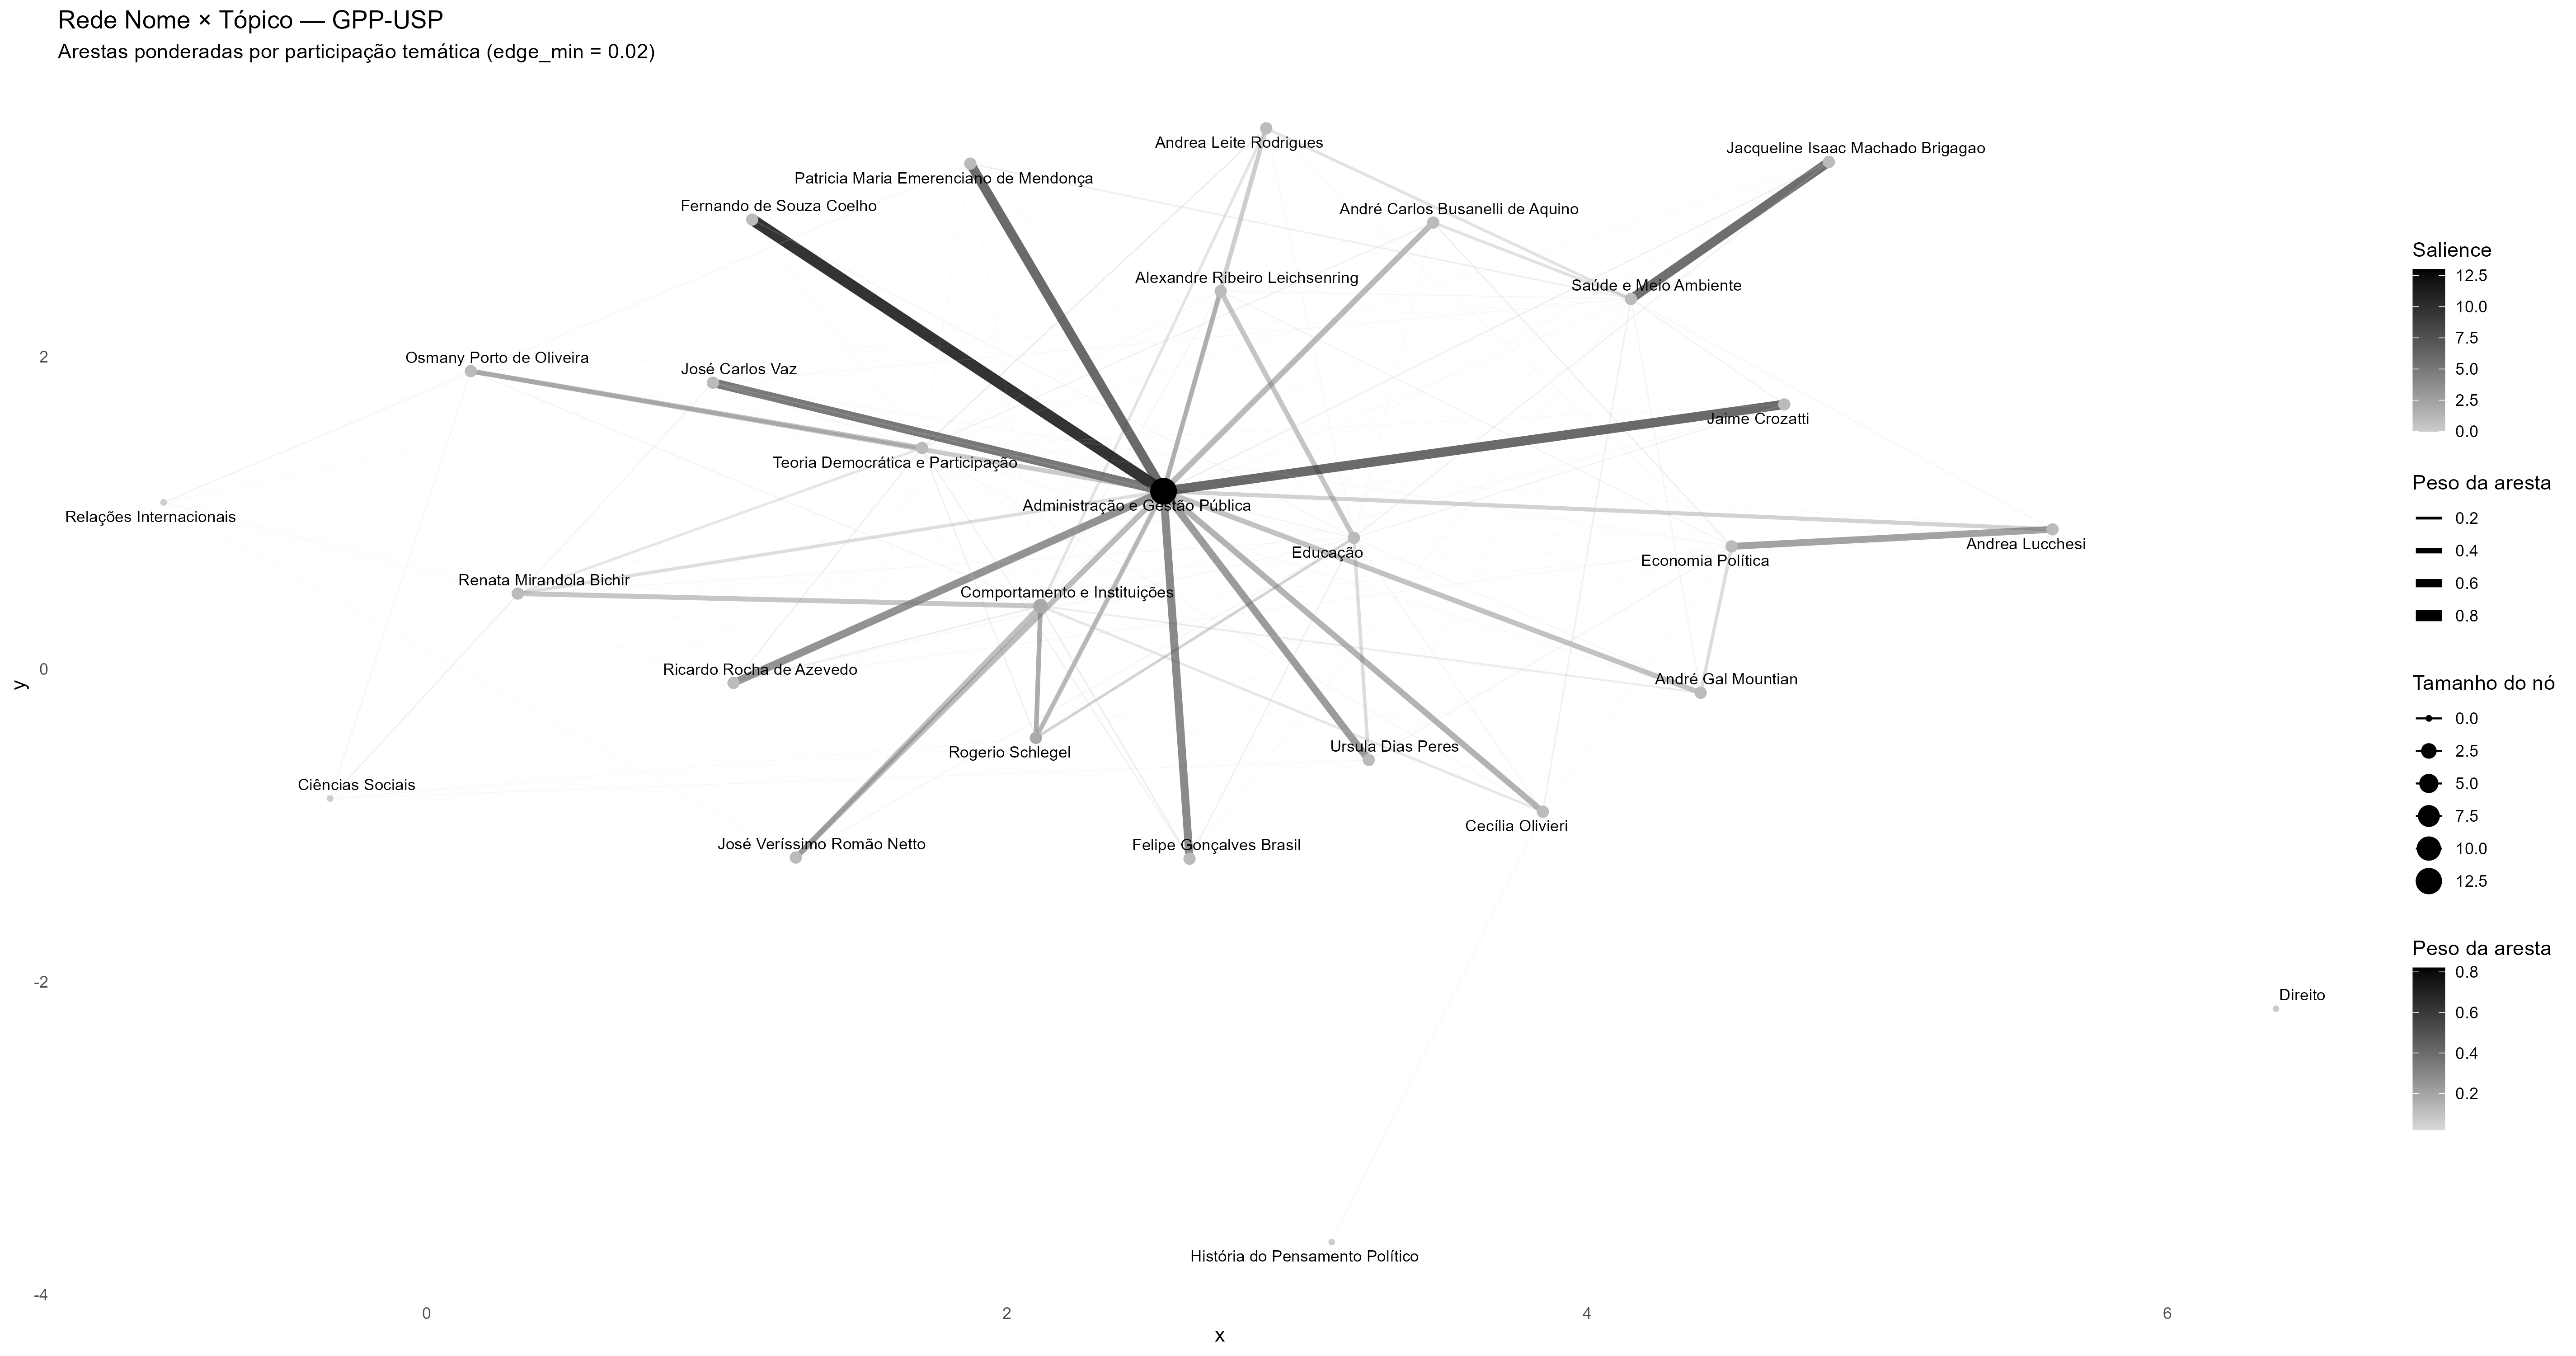 Rede Nome × Tópico — GPP-USP
Arestas ponderadas por participação temática (edge_min = 0.02)
Andrea Leite Rodrigues
Jacqueline Isaac Machado Brigagao
Patricia Maria Emerenciano de Mendonça
Fernando de Souza Coelho
André Carlos Busanelli de Aquino
Alexandre Ribeiro Leichsenring
Saúde e Meio Ambiente
Osmany Porto de Oliveira
José Carlos Vaz
Jaime Crozatti
Teoria Democrática e Participação
Administração e Gestão Pública
Relações Internacionais
Educação
Economia Política
Andrea Lucchesi
Renata Mirandola Bichir
Comportamento e Instituições
Ricardo Rocha de Azevedo
André Gal Mountian
Rogerio Schlegel
Ursula Dias Peres
Ciências Sociais
Cecília Olivieri
José Veríssimo Romão Netto
Felipe Gonçalves Brasil
Direito
História do Pensamento Político
2
0
-2
-4
y
0
2
4
6
x
Salience
12.5
10.0
7.5
5.0
2.5
0.0
Peso da aresta
0.2
0.4
0.6
0.8
Tamanho do nó
0.0
2.5
5.0
7.5
10.0
12.5
Peso da aresta
0.8
0.6
0.4
0.2